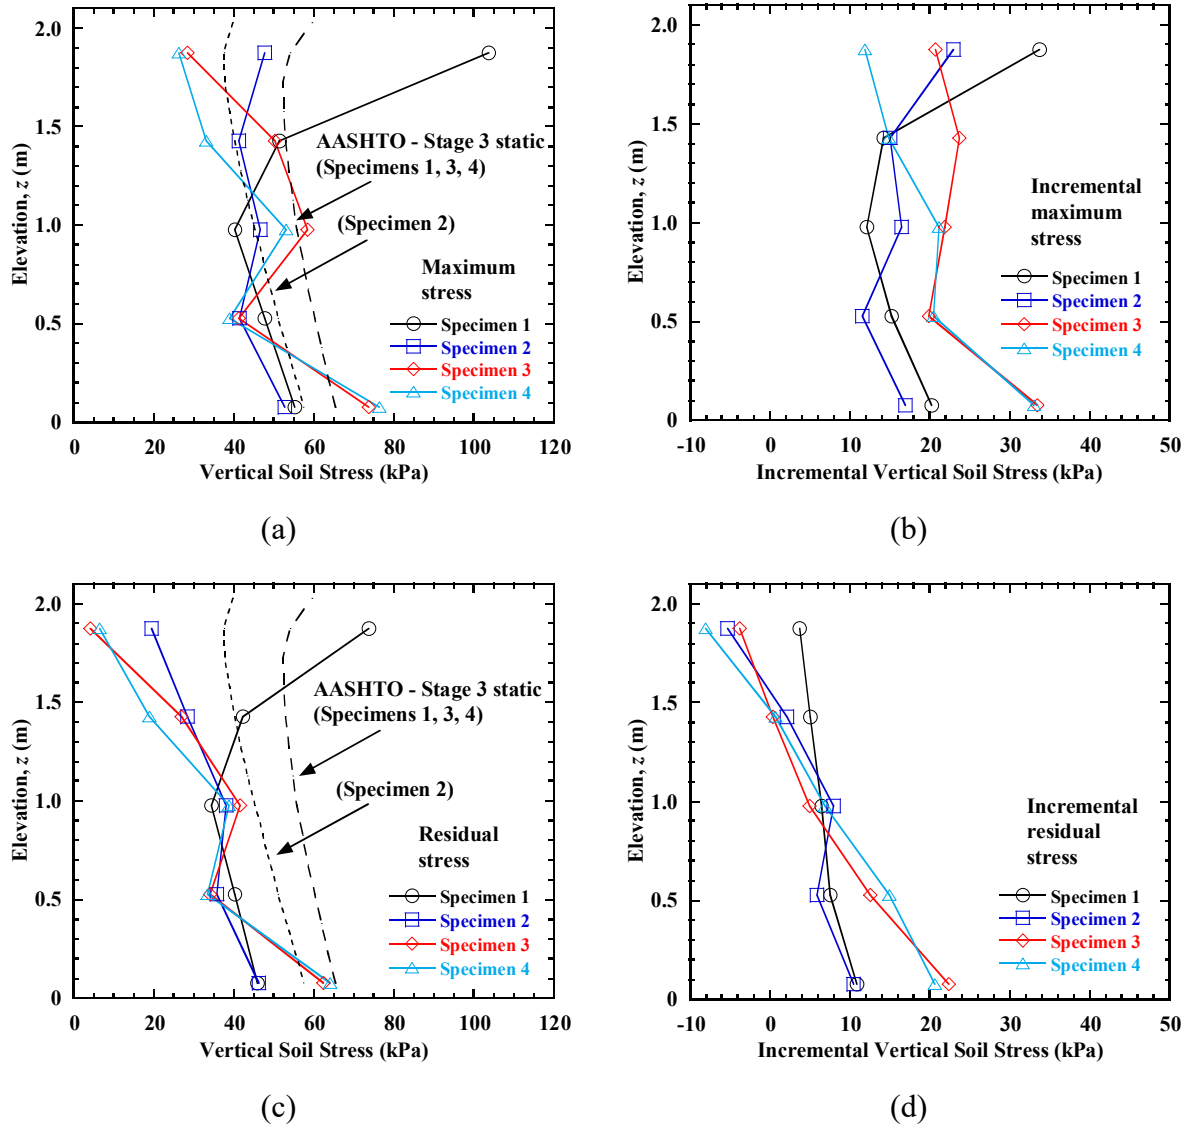 2.0
1.5
1.0
0.5
0
Elevation, z (m)
AASHTO - Stage 3 static
(Specimens 1, 3, 4)
(Specimen 2)
Maximum
stress
Specimen 1
Specimen 2
Specimen 3
Specimen 4
0 20 40 60 80 100 120
Vertical Soil Stress (kPa)
(a)
2.0
1.5
1.0
0.5
0
Elevation, z (m)
Incremental
maximum
stress
Specimen 1
Specimen 2
Specimen 3
Specimen 4
-10 0 10 20 30 40 50
Incremental Vertical Soil Stress (kPa)
(b)
2.0
1.5
1.0
0.5
0
Elevation, z (m)
AASHTO - Stage 3 static
(Specimens 1, 3, 4)
(Specimen 2)
Residual
stress
Specimen 1
Specimen 2
Specimen 3
Specimen 4
0 20 40 60 80 100 120
Vertical Soil Stress (kPa)
(c)
2.0
1.5
1.0
0.5
0
Elevation, z (m)
Incremental
residual
stress
Specimen 1
Specimen 2
Specimen 3
Specimen 4
-10 0 10 20 30 40 50
Incremental Vertical Soil Stress (kPa)
(d)